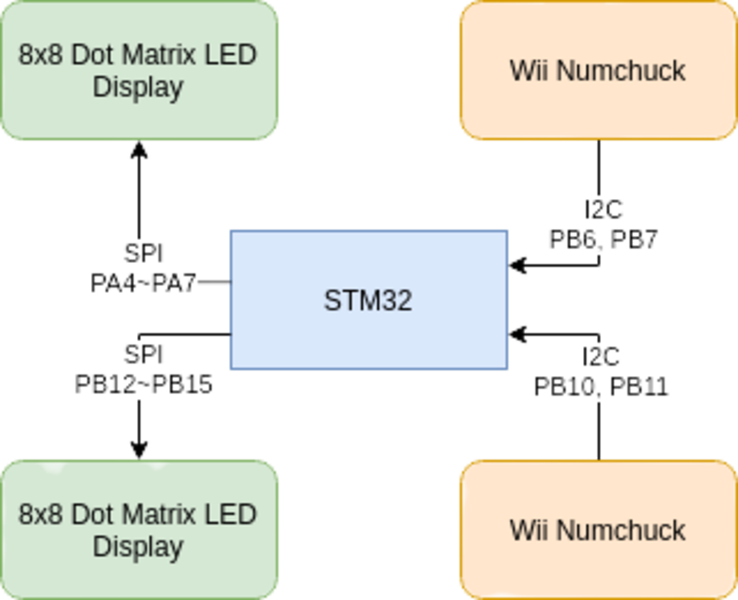 8x8 Dot Matrix LED
Display
Wii Numchuck
I2C
PB6, PB7
SPI
PA4~PA7
STM32
SPI
PB12~PB15
I2C
PB10, PB11
8x8 Dot Matrix LED
Display
Wii Numchuck